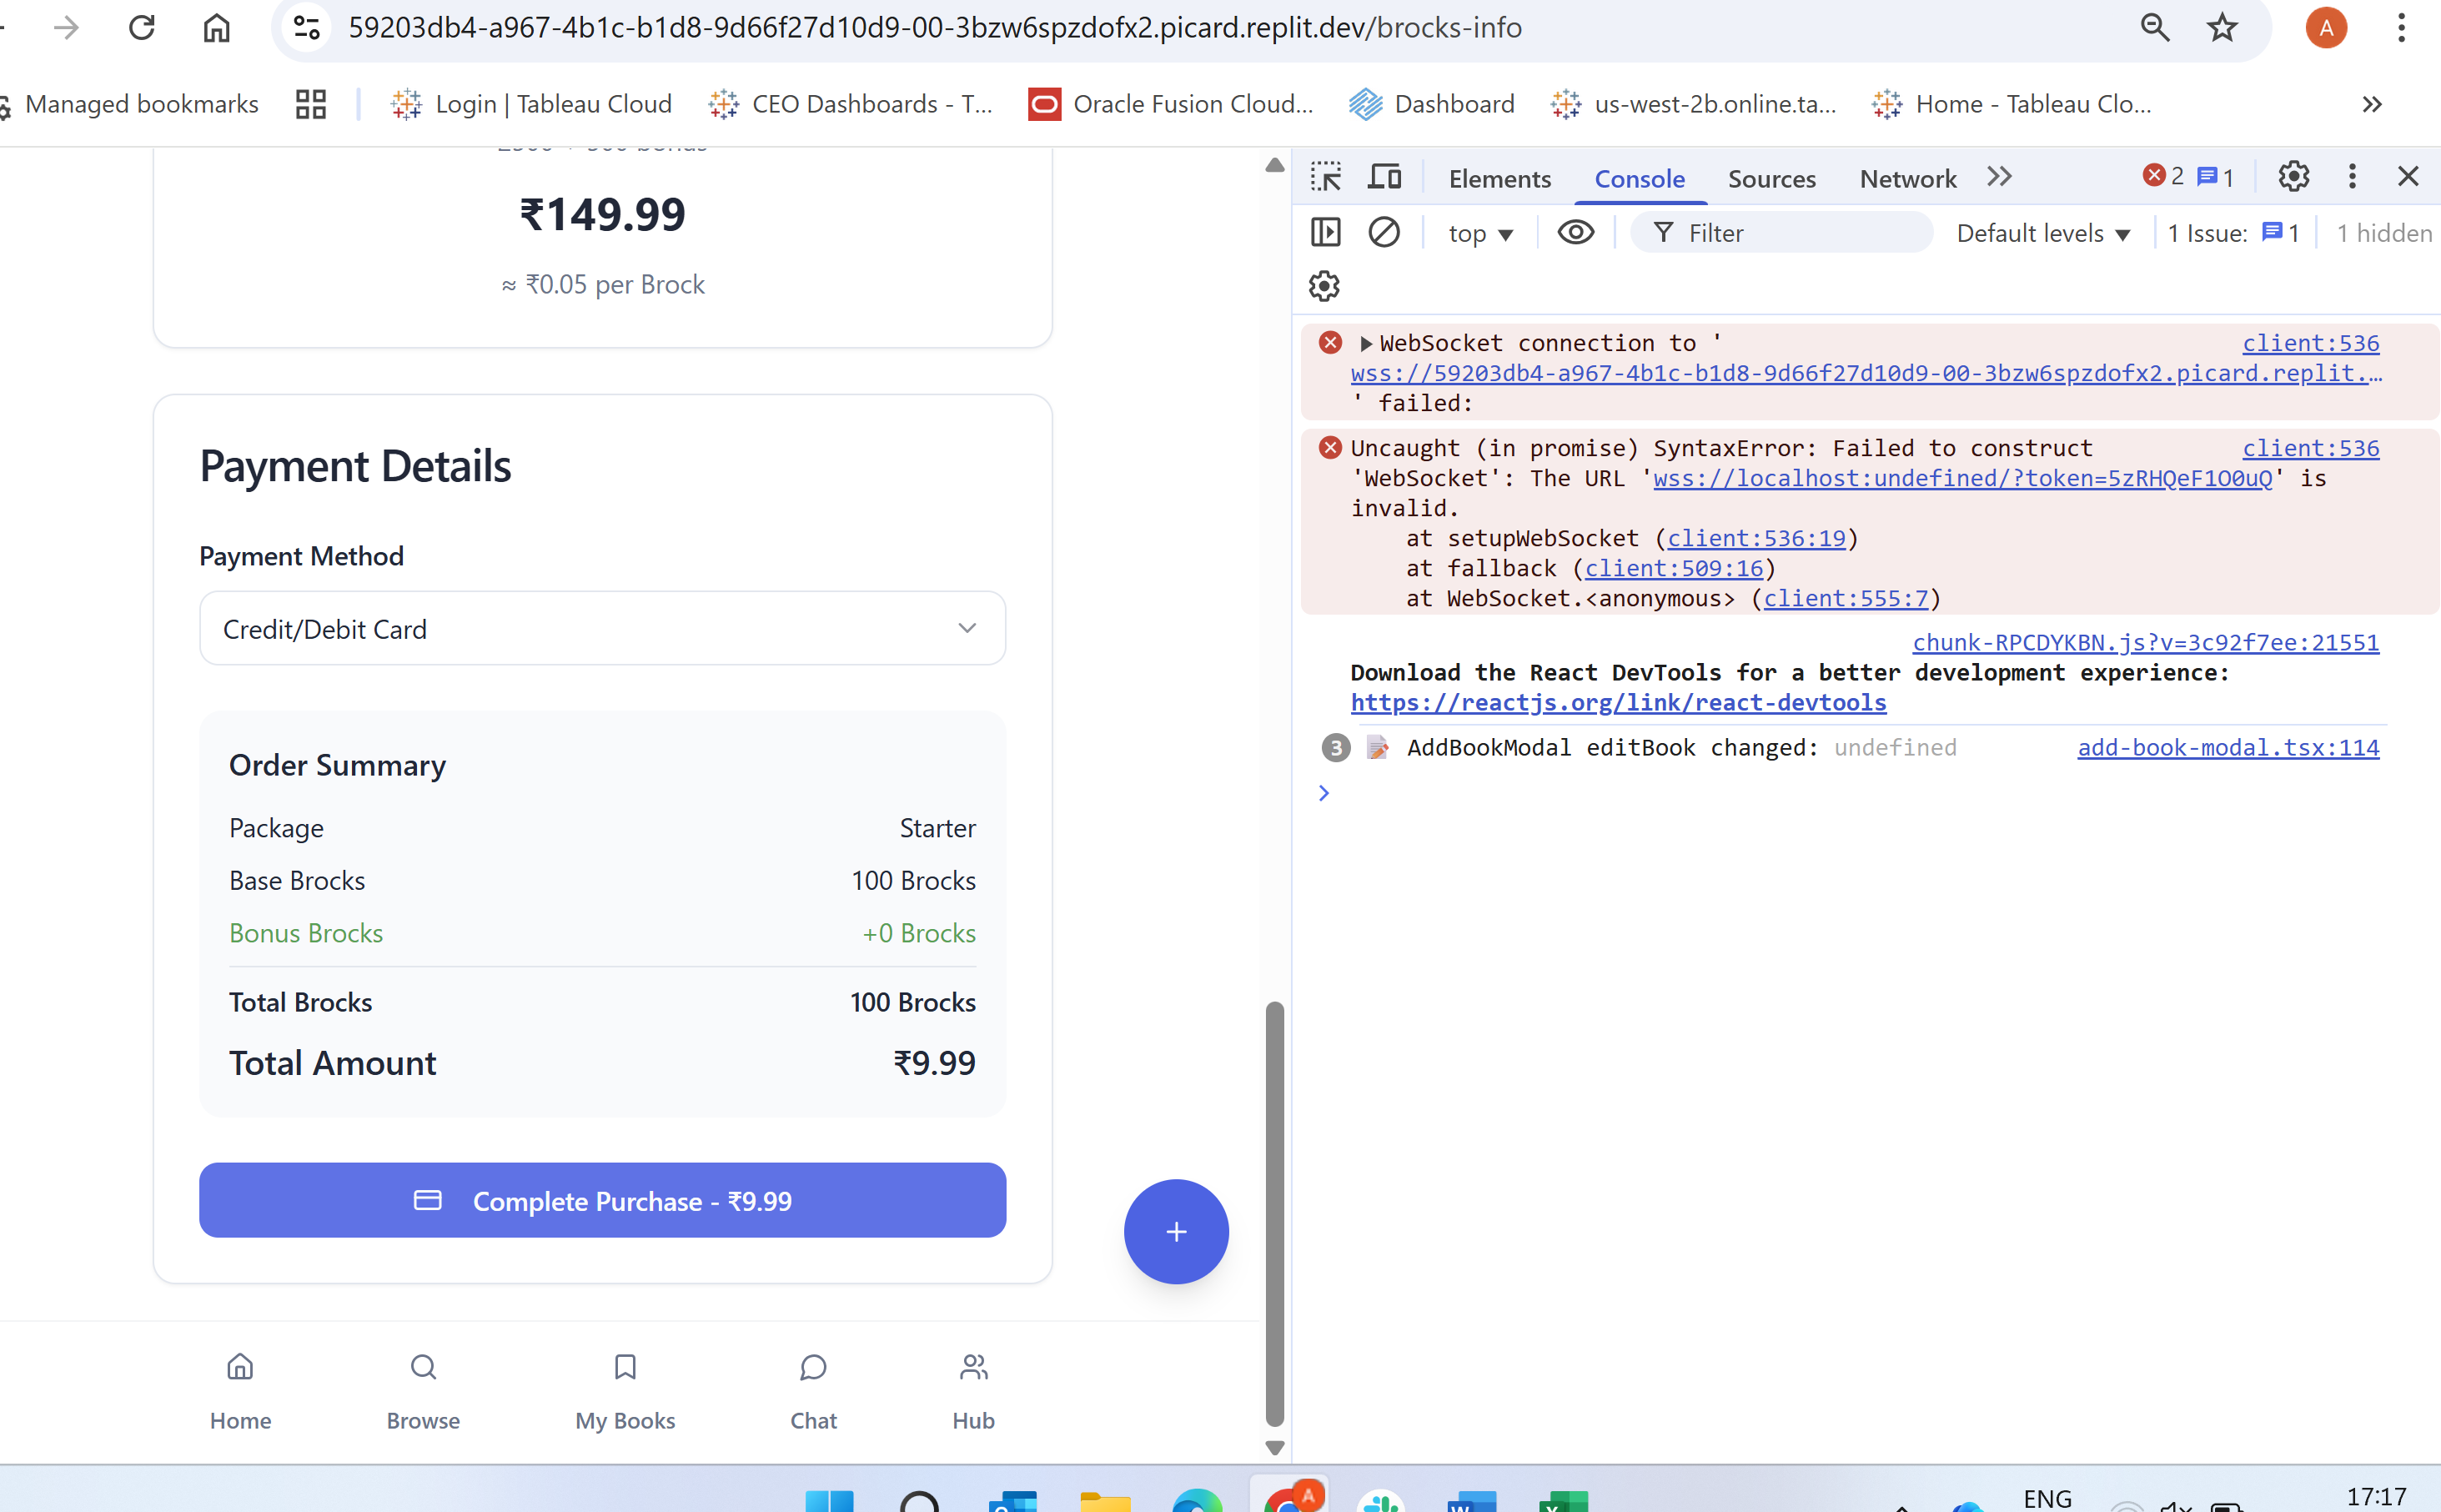 59203db4-a967-4b1c-b1d8-9d66f27d10d9-00-3bzw6spzdofx2.picard.replit.dev/brocks-info
A
Managed bookmarks
Login | Tableau Cloud
CEO Dashboards - T...
Oracle Fusion Cloud...
Dashboard
us-west-2b.online.ta...
Home - Tableau Clo...
₹149.99
≈ ₹0.05 per Brock
Payment Details
Payment Method
Credit/Debit Card
Order Summary
Package Starter
Base Brocks 100 Brocks
Bonus Brocks +0 Brocks
Total Brocks 100 Brocks
Total Amount ₹9.99
Complete Purchase - ₹9.99
+
Home
Browse
My Books
Chat
Hub
Elements Console Sources Network 2 1
top Filter Default levels 1 Issue: 1 1 hidden
WebSocket connection to ' client:536
wss://59203db4-a967-4b1c-b1d8-9d66f27d10d9-00-3bzw6spzdofx2.picard.replit.…
' failed:
Uncaught (in promise) SyntaxError: Failed to construct client:536
'WebSocket': The URL 'wss://localhost:undefined/?token=5zRHQeF1O0uQ' is
invalid.
at setupWebSocket (client:536:19)
at fallback (client:509:16)
at WebSocket.<anonymous> (client:555:7)
chunk-RPCDYKBN.js?v=3c92f7ee:21551
Download the React DevTools for a better development experience:
https://reactjs.org/link/react-devtools
3 AddBookModal editBook changed: undefined add-book-modal.tsx:114
A
ENG
17:17